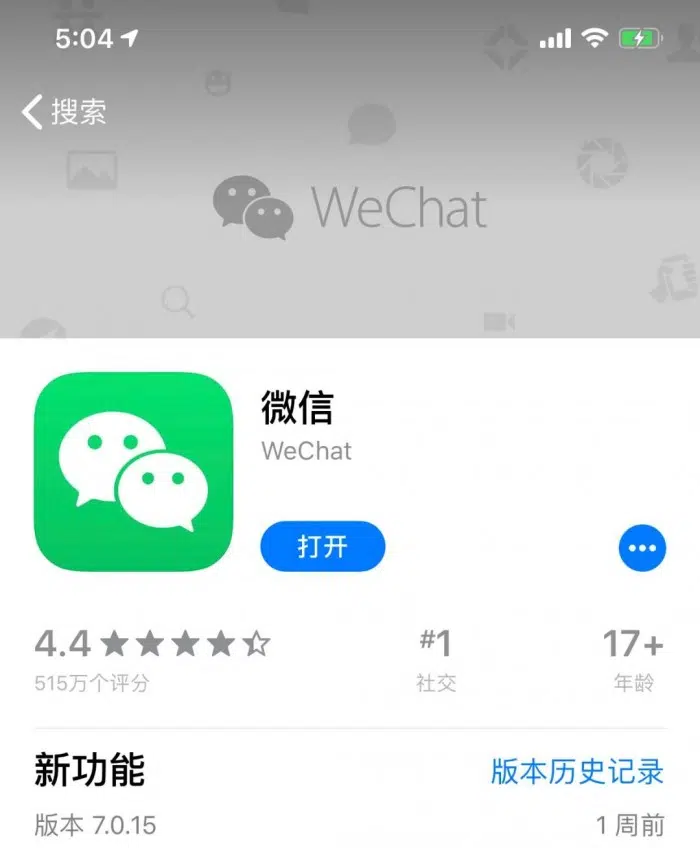 5:04
搜索
WeChat
微信
WeChat
打开
4.4
#1
17+
515万个评分
社交
年龄
新功能
版本历史记录
版本 7.0.15
1 周前